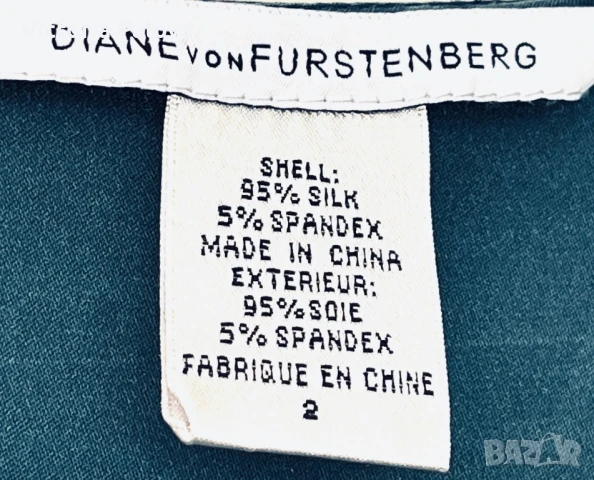 DIANE VON FURSTENBERG
SHELL:
95% SILK
5% SPANDEX
MADE IN CHINA
EXTERIEUR:
95% SOIE
5% SPANDEX
FABRIQUE EN CHINE
2
BAZAR